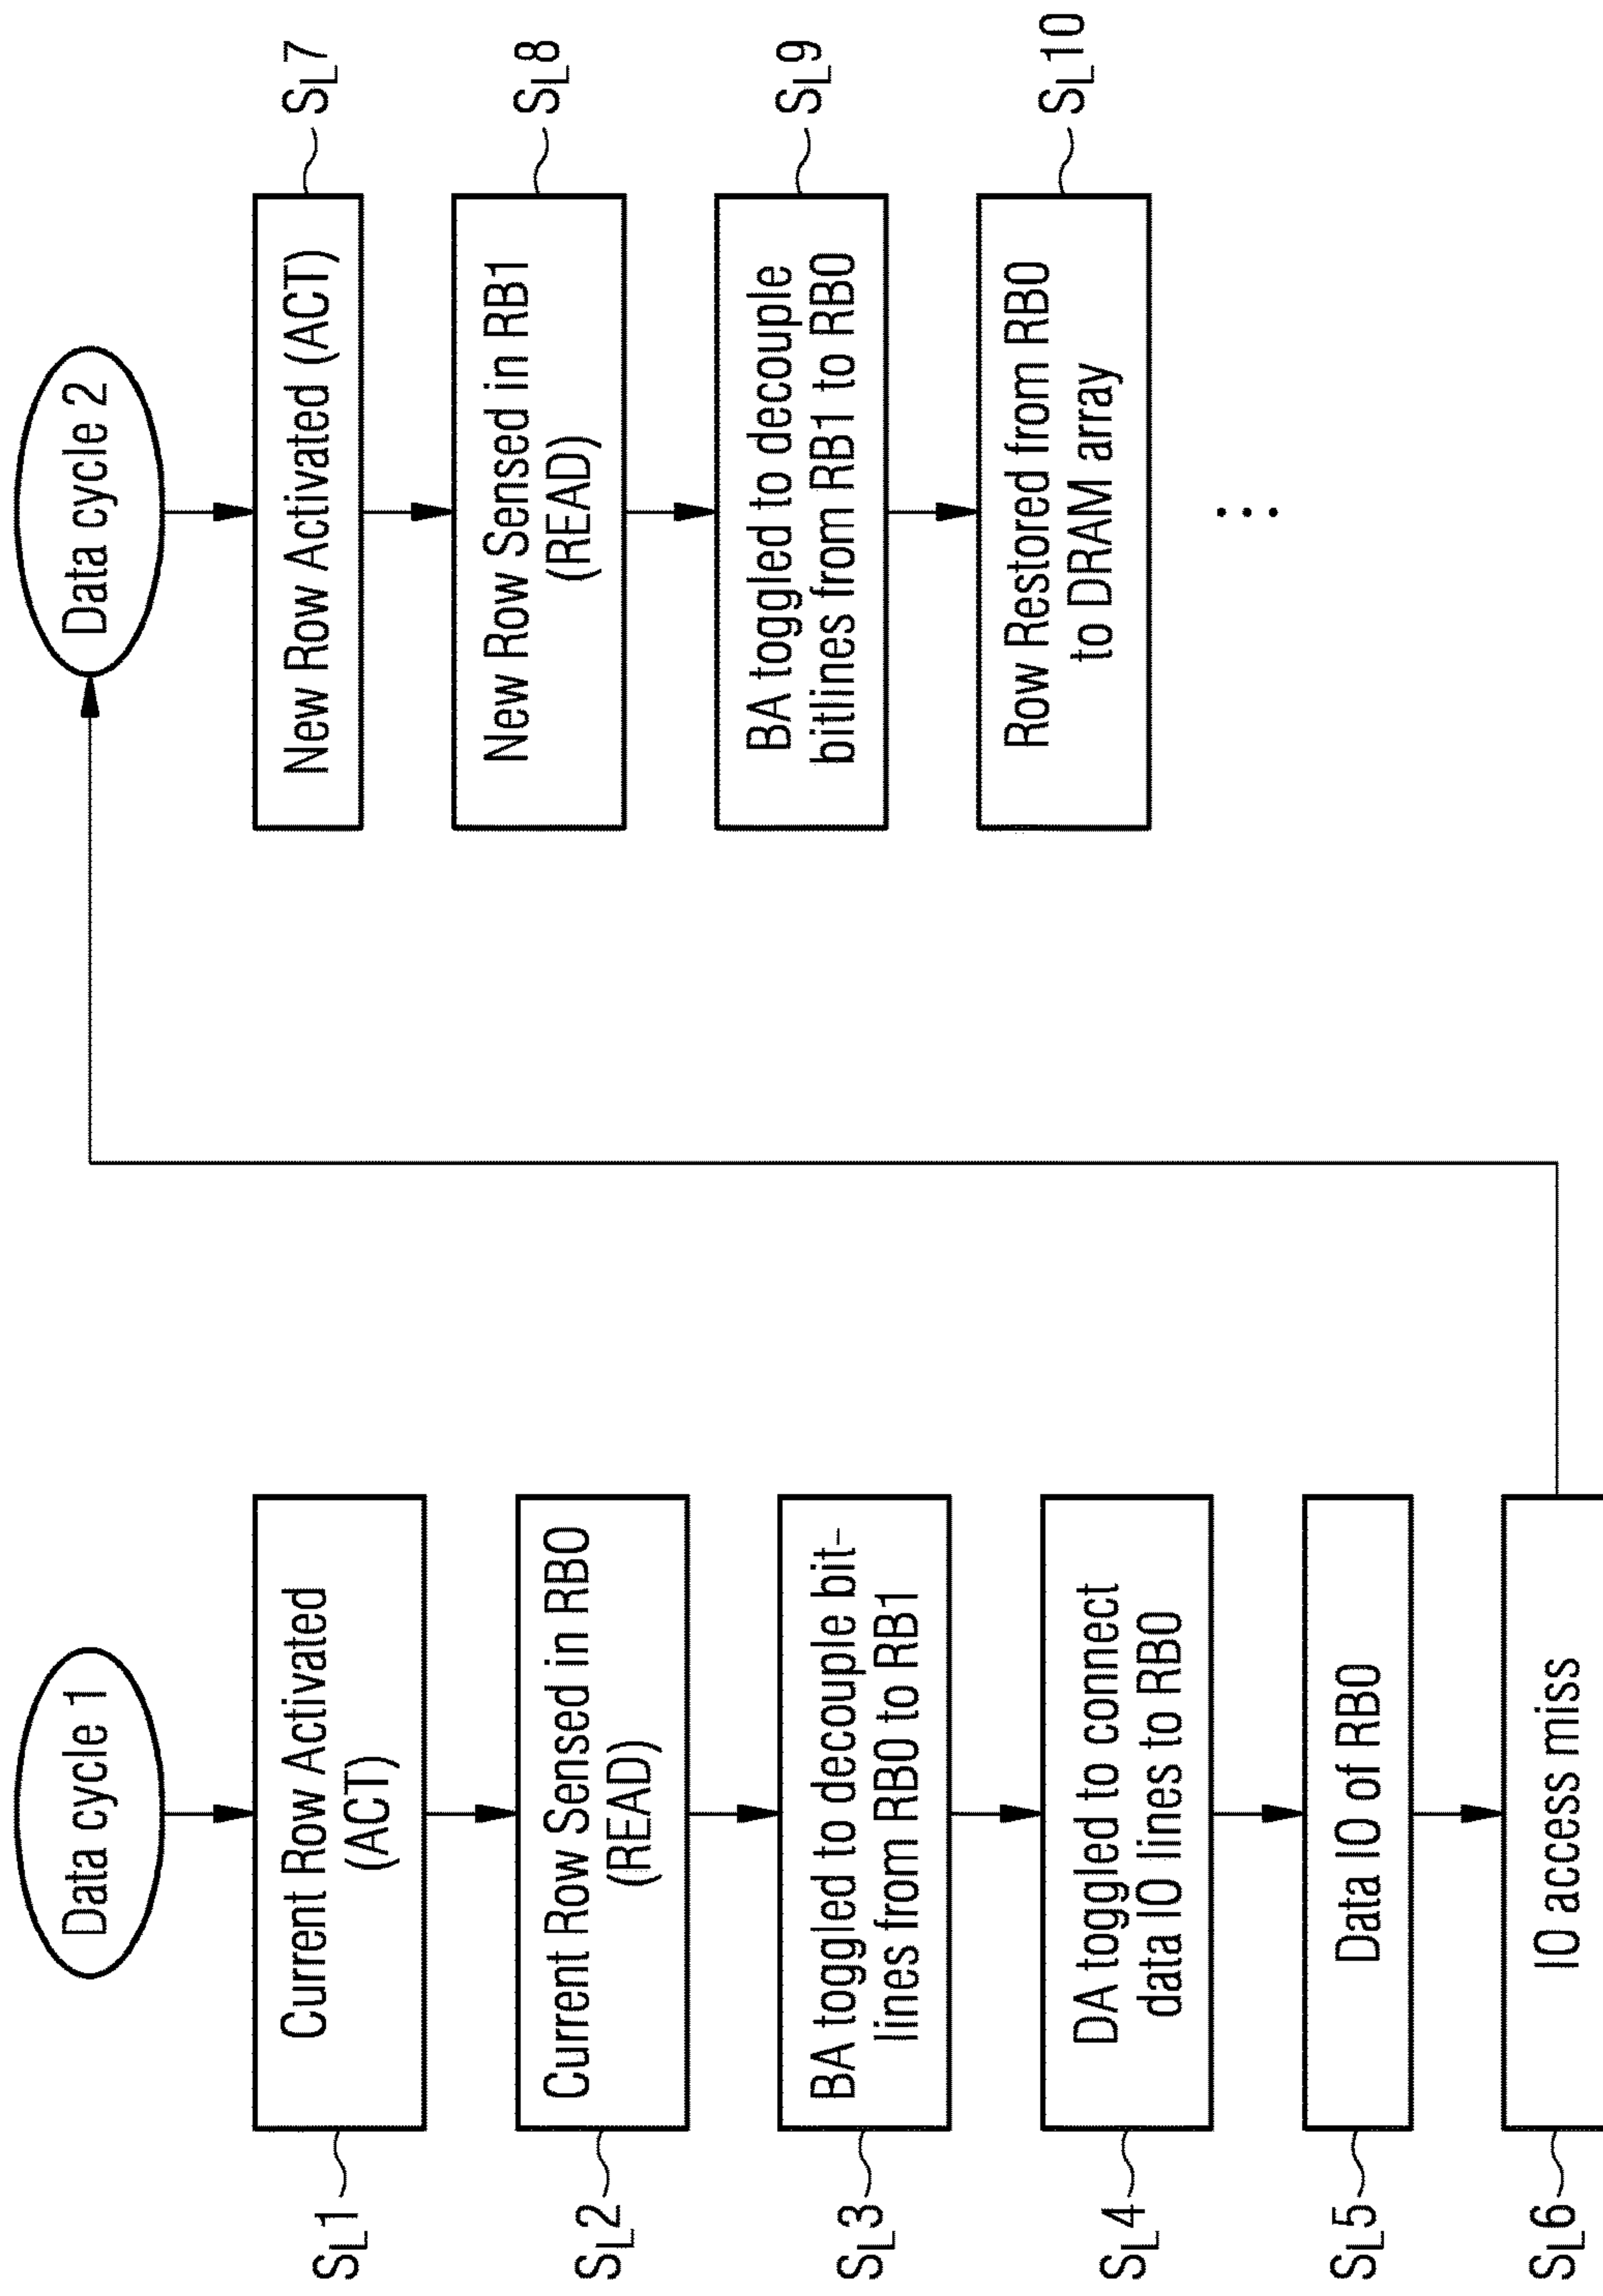 Data cycle 1
Current Row Activated
(ACT)
SL1
Current Row Sensed in RB0
(READ)
SL2
BA toggled to decouple bit-
lines from RB0 to RB1
SL3
DA toggled to connect
data IO lines to RB0
SL4
Data IO of RB0
SL5
IO access miss
SL6
Data cycle 2
New Row Activated (ACT)
SL7
New Row Sensed in RB1
(READ)
SL8
BA toggled to decouple
bitlines from RB1 to RB0
SL9
Row Restored from RB0
to DRAM array
SL10
...